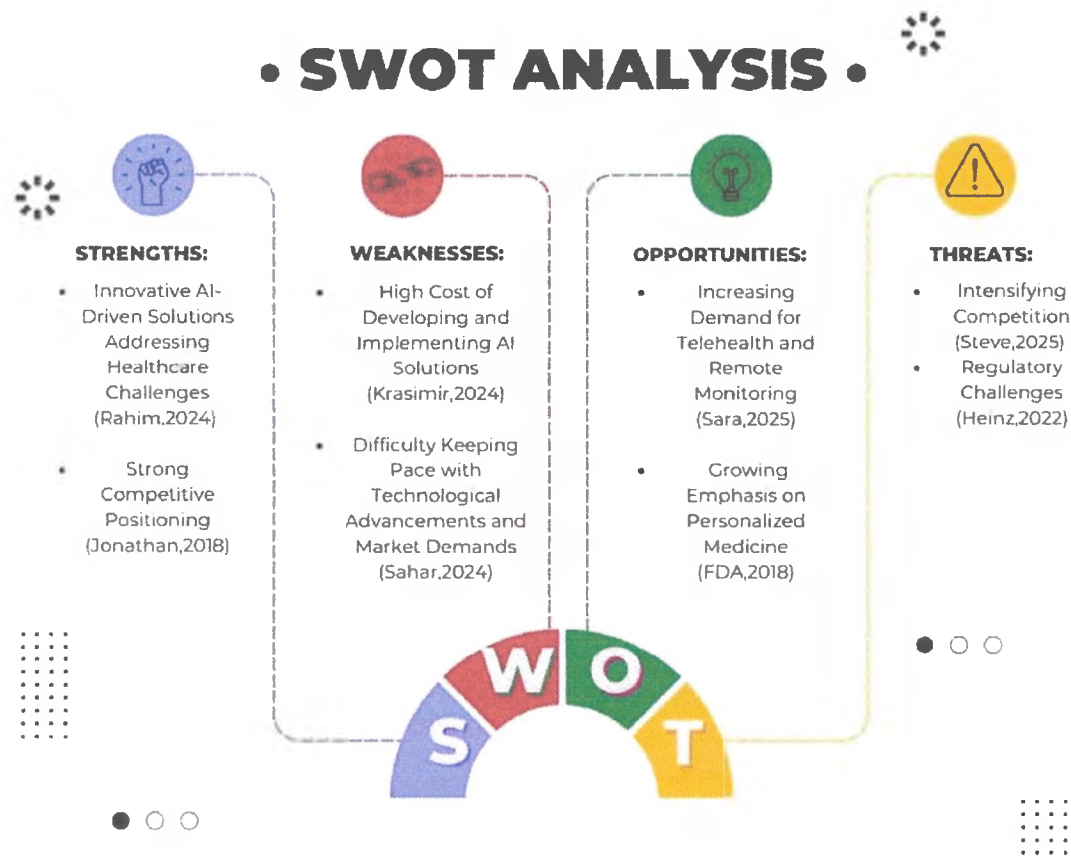 • SWOT ANALYSIS •
STRENGTHS:
• Innovative AI-
Driven Solutions
Addressing
Healthcare
Challenges
(Rahim,2024)
• Strong
Competitive
Positioning
(Jonathan,2018)
WEAKNESSES:
• High Cost of
Developing and
Implementing AI
Solutions
(Krasimir,2024)
• Difficulty Keeping
Pace with
Technological
Advancements and
Market Demands
(Sahar,2024)
OPPORTUNITIES:
• Increasing
Demand for
Telehealth and
Remote
Monitoring
(Sara,2025)
• Growing
Emphasis on
Personalized
Medicine
(FDA,2018)
THREATS:
• Intensifying
Competition
(Steve,2025)
• Regulatory
Challenges
(Heinz,2022)
S W O T